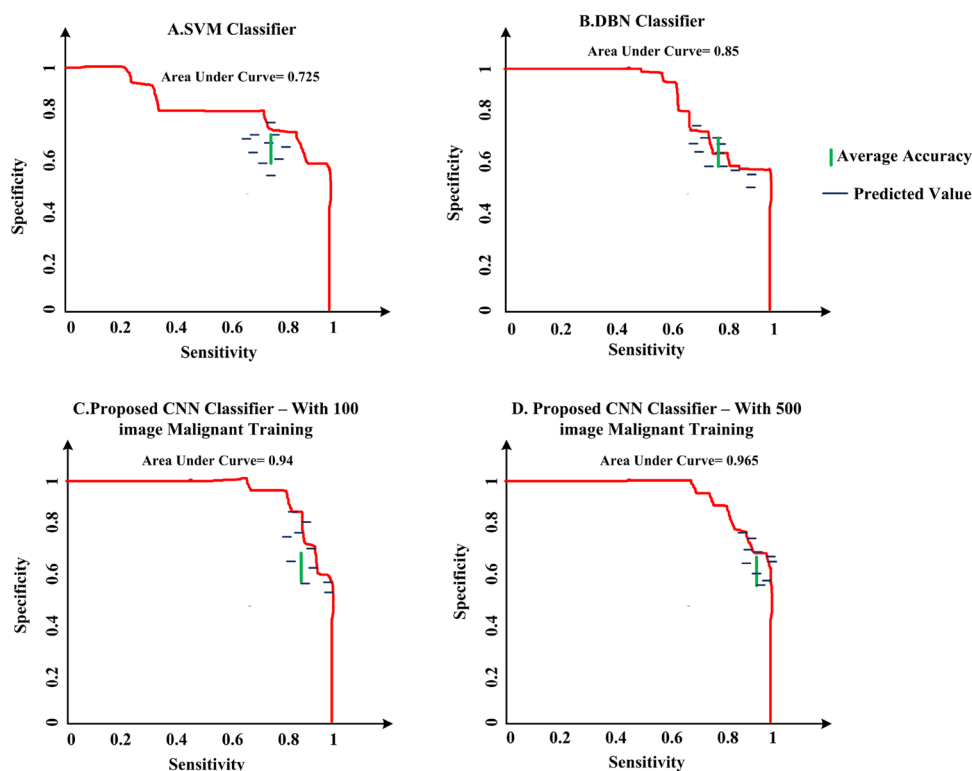 A.SVM Classifier
Area Under Curve= 0.725
Specificity
1
0.8
0.6
0.4
0.2
0
0 0.2 0.4 0.6 0.8 1
Sensitivity
B.DBN Classifier
Area Under Curve= 0.85
Specificity
1
0.8
0.6
0.4
0.2
0
0 0.2 0.4 0.6 0.8 1
Sensitivity
Average Accuracy
Predicted Value
C.Proposed CNN Classifier – With 100
image Malignant Training
Area Under Curve= 0.94
Specificity
1
0.8
0.6
0.4
0.2
0
0 0.2 0.4 0.6 0.8 1
Sensitivity
D. Proposed CNN Classifier – With 500
image Malignant Training
Area Under Curve= 0.965
Specificity
1
0.8
0.6
0.4
0.2
0
0 0.2 0.4 0.6 0.8 1
Sensitivity